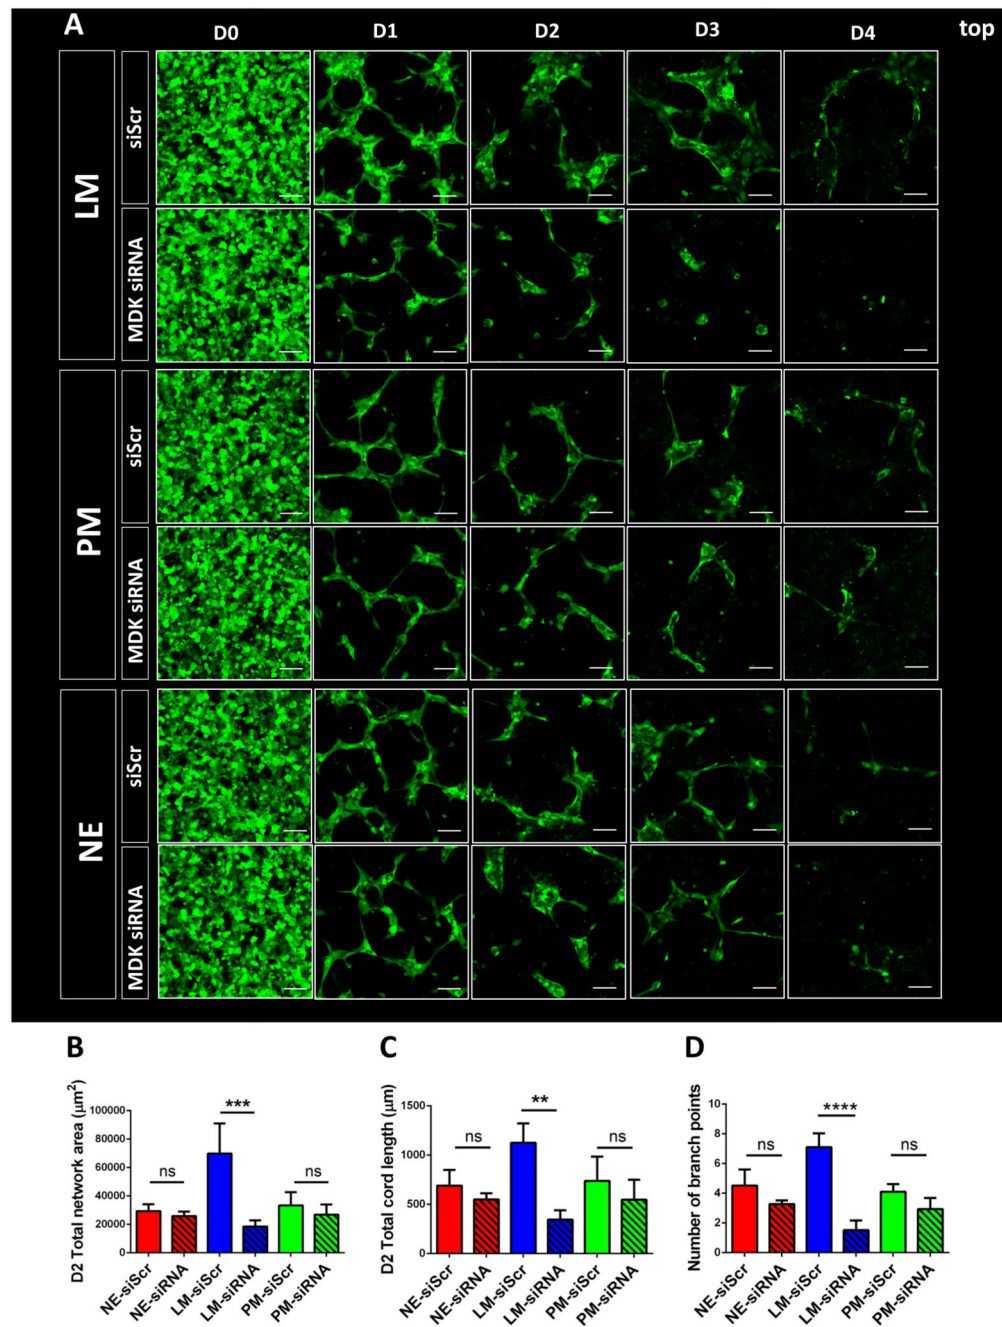 A
D0 D1 D2 D3 D4 top
LM
siScr
MDK siRNA
PM
siScr
MDK siRNA
NE
siScr
MDK siRNA
B
D2 Total network area (μm²)
100000
80000
60000
40000
20000
0
ns
***
ns
NE-siScr
NE-siRNA
LM-siScr
LM-siRNA
PM-siScr
PM-siRNA
C
D2 Total cord length (μm)
1500
1000
500
0
ns
**
ns
NE-siScr
NE-siRNA
LM-siScr
LM-siRNA
PM-siScr
PM-siRNA
D
Number of branch points
10
8
6
4
2
0
ns
****
ns
NE-siScr
NE-siRNA
LM-siScr
LM-siRNA
PM-siScr
PM-siRNA